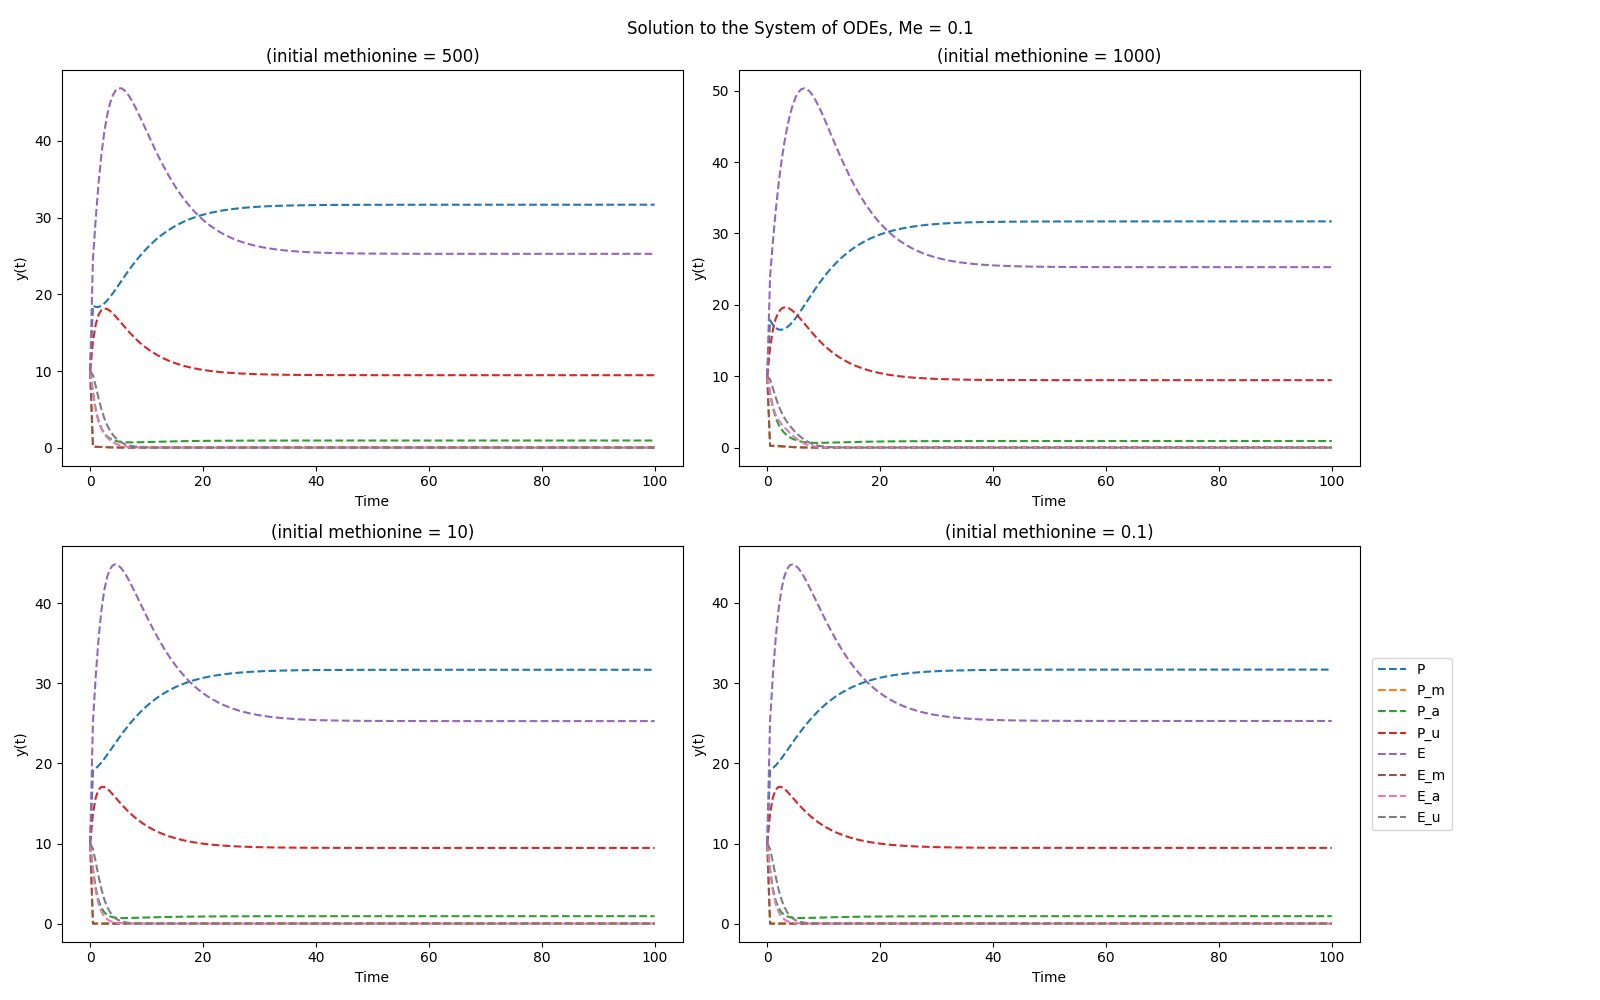 Solution to the System of ODEs, Me = 0.1
(initial methionine = 500)
y(t)
40
30
20
10
0
0 20 40 60 80 100
Time
(initial methionine = 1000)
y(t)
50
40
30
20
10
0
0 20 40 60 80 100
Time
(initial methionine = 10)
y(t)
40
30
20
10
0
0 20 40 60 80 100
Time
(initial methionine = 0.1)
y(t)
40
30
20
10
0
0 20 40 60 80 100
Time
P
P_m
P_a
P_u
E
E_m
E_a
E_u